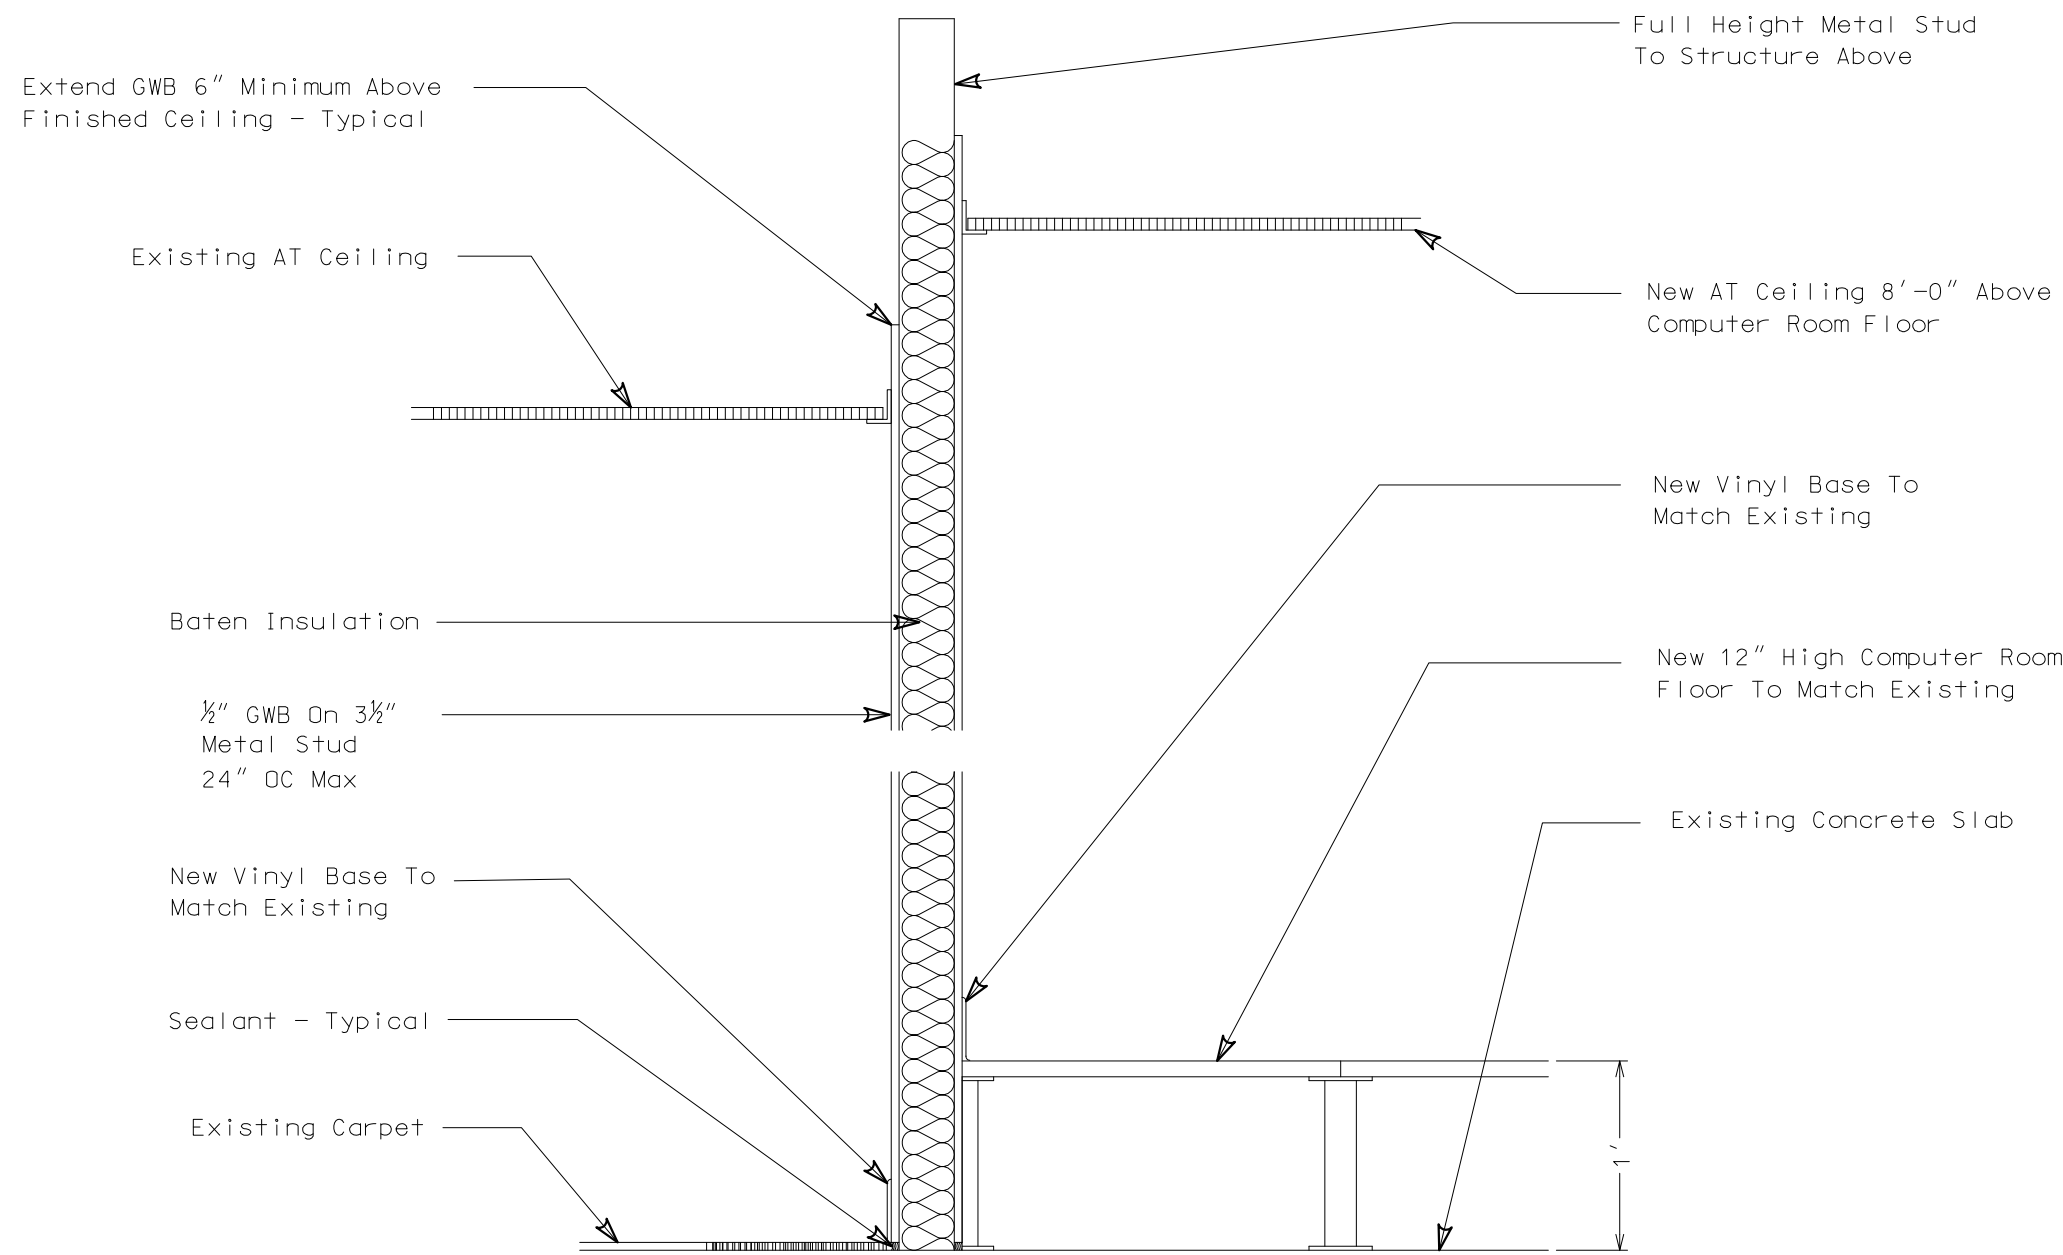 Full Height Metal Stud
To Structure Above
Extend GWB 6" Minimum Above
Finished Ceiling - Typical
Existing AT Ceiling
New AT Ceiling 8'-0" Above
Computer Room Floor
New Vinyl Base To
Match Existing
Baten Insulation
New 12" High Computer Room
Floor To Match Existing
½" GWB On 3½"
Metal Stud
24" OC Max
Existing Concrete Slab
New Vinyl Base To
Match Existing
Sealant - Typical
Existing Carpet
1'